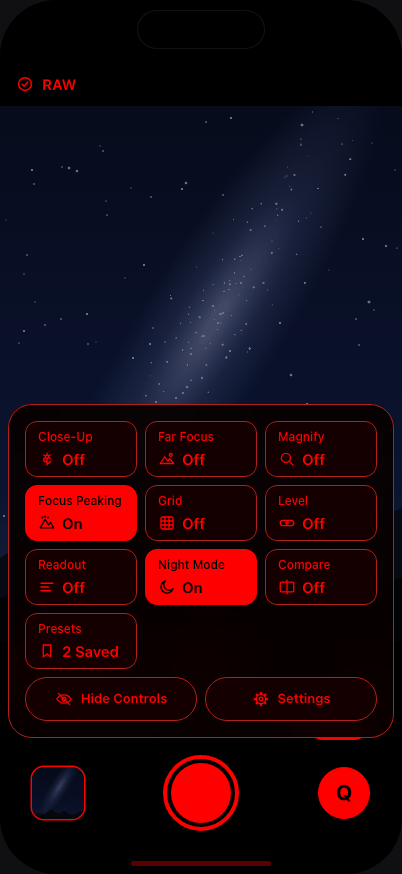 RAW
Close-Up
Off
Far Focus
Off
Magnify
Off
Focus Peaking
On
Grid
Off
Level
Off
Readout
Off
Night Mode
On
Compare
Off
Presets
2 Saved
Hide Controls
Settings
Q